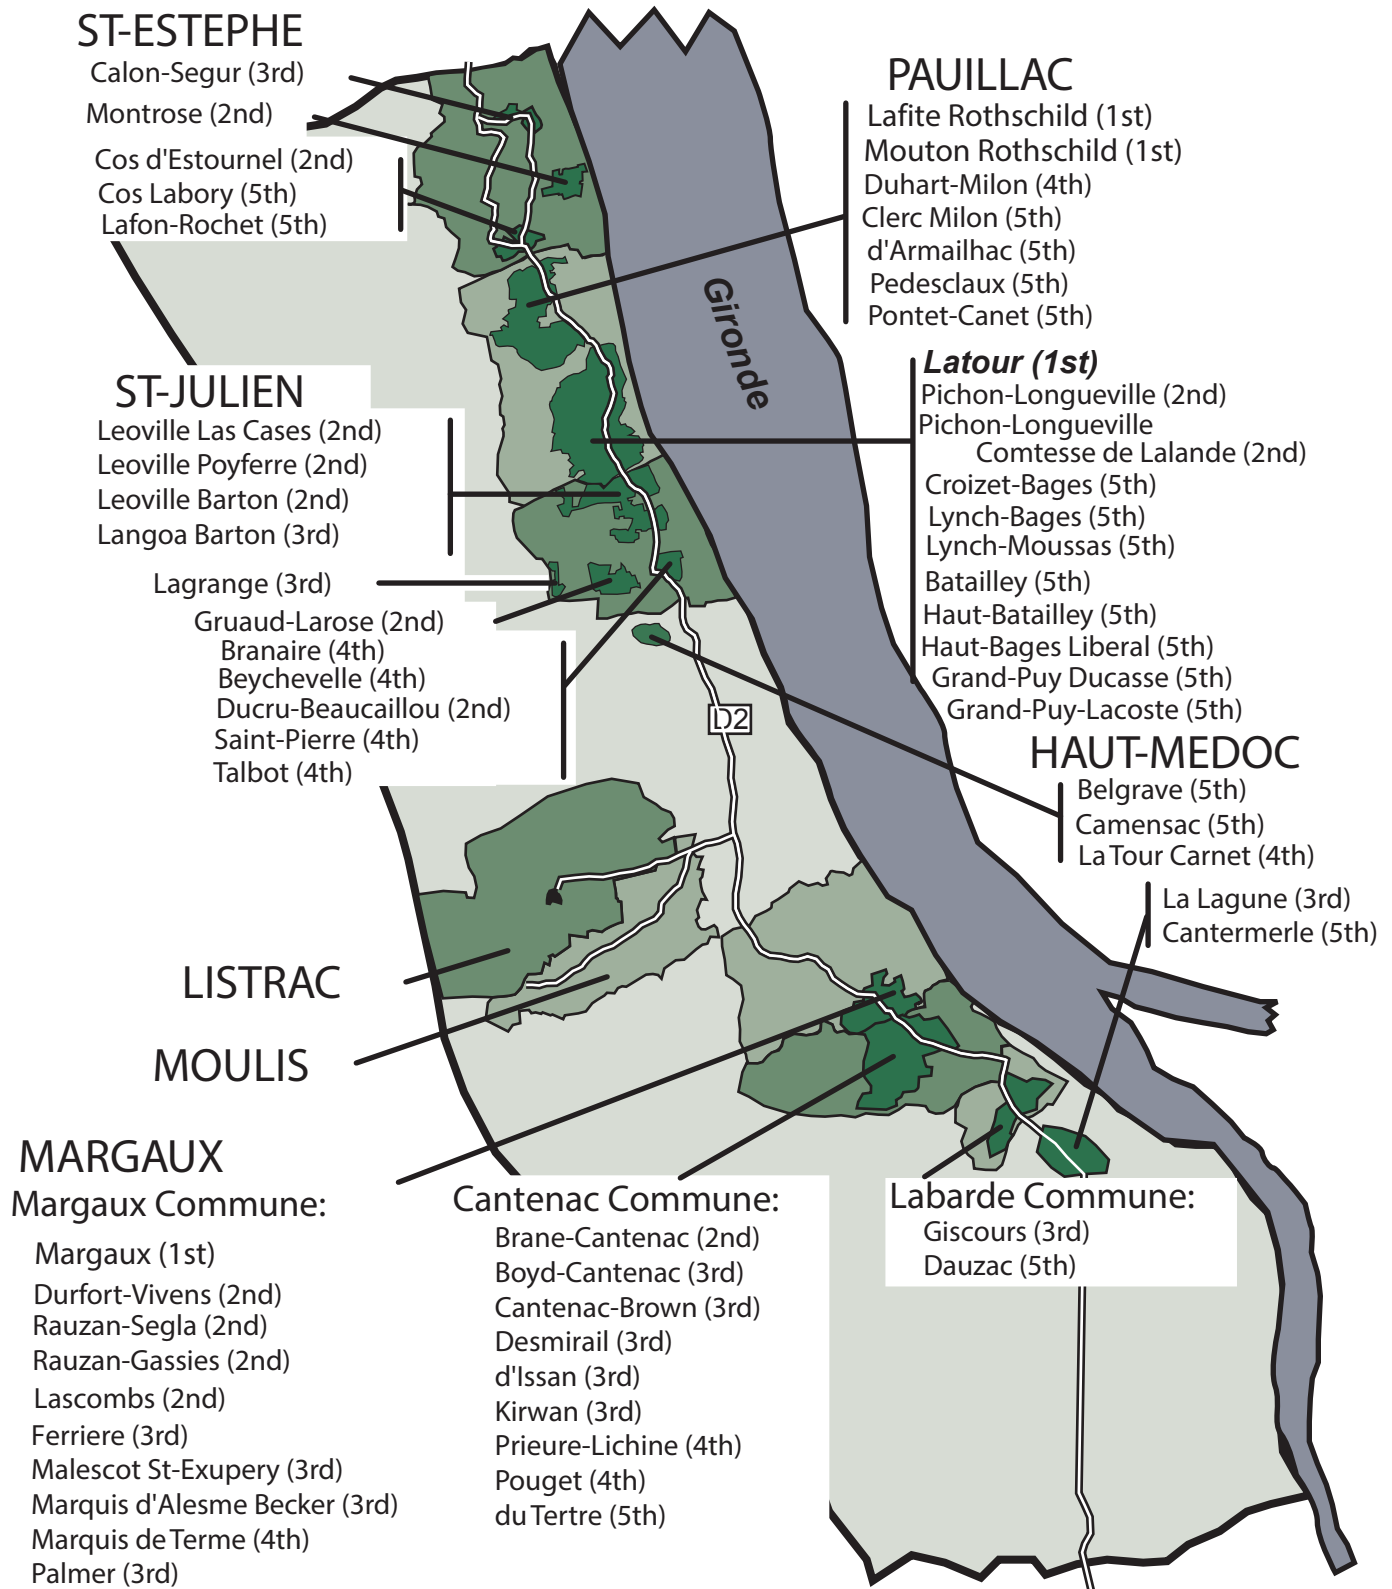 ST-ESTEPHE
Calon-Segur (3rd)
Montrose (2nd)
Cos d'Estournel (2nd)
Cos Labory (5th)
Lafon-Rochet (5th)
PAUILLAC
Lafite Rothschild (1st)
Mouton Rothschild (1st)
Duhart-Milon (4th)
Clerc Milon (5th)
d'Armailhac (5th)
Pedesclaux (5th)
Pontet-Canet (5th)
Gironde
Latour (1st)
Pichon-Longueville (2nd)
Pichon-Longueville
Comtesse de Lalande (2nd)
Croizet-Bages (5th)
Lynch-Bages (5th)
Lynch-Moussas (5th)
Batailley (5th)
Haut-Batailley (5th)
Haut-Bages Liberal (5th)
Grand-Puy Ducasse (5th)
Grand-Puy-Lacoste (5th)
ST-JULIEN
Leoville Las Cases (2nd)
Leoville Poyferre (2nd)
Leoville Barton (2nd)
Langoa Barton (3rd)
Lagrange (3rd)
Gruaud-Larose (2nd)
Branaire (4th)
Beychevelle (4th)
Ducru-Beaucaillou (2nd)
Saint-Pierre (4th)
Talbot (4th)
D2
HAUT-MEDOC
Belgrave (5th)
Camensac (5th)
La Tour Carnet (4th)
La Lagune (3rd)
Cantermerle (5th)
LISTRAC
MOULIS
MARGAUX
Margaux Commune:
Margaux (1st)
Durfort-Vivens (2nd)
Rauzan-Segla (2nd)
Rauzan-Gassies (2nd)
Lascombs (2nd)
Ferriere (3rd)
Malescot St-Exupery (3rd)
Marquis d'Alesme Becker (3rd)
Marquis de Terme (4th)
Palmer (3rd)
Cantenac Commune:
Brane-Cantenac (2nd)
Boyd-Cantenac (3rd)
Cantenac-Brown (3rd)
Desmirail (3rd)
d'Issan (3rd)
Kirwan (3rd)
Prieure-Lichine (4th)
Pouget (4th)
du Tertre (5th)
Labarde Commune:
Giscours (3rd)
Dauzac (5th)